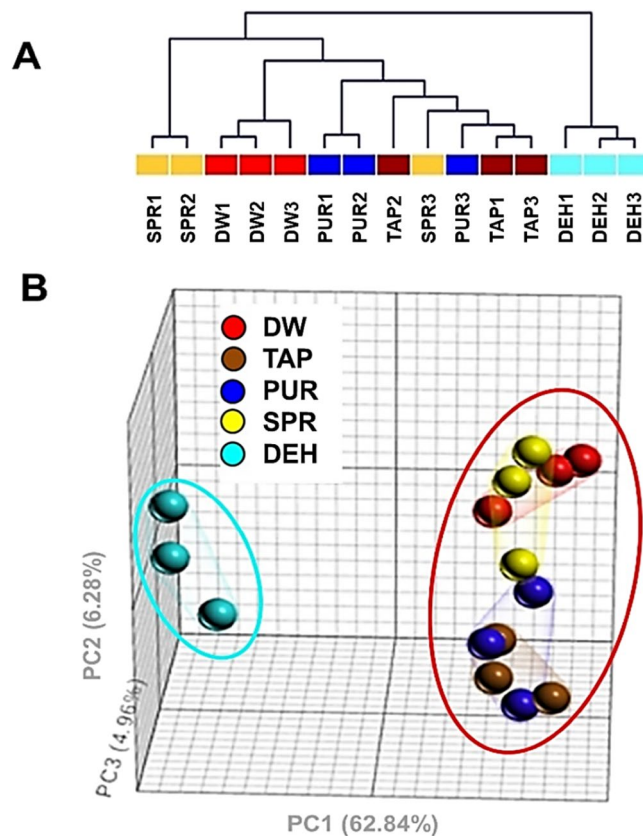 A
SPR1 SPR2 DW1 DW2 DW3 PUR1 PUR2 TAP2 SPR3 PUR3 TAP1 TAP3 DEH1 DEH2 DEH3
B
DW
TAP
PUR
SPR
DEH
PC2 (6.28%)
PC3 (4.96%)
PC1 (62.84%)